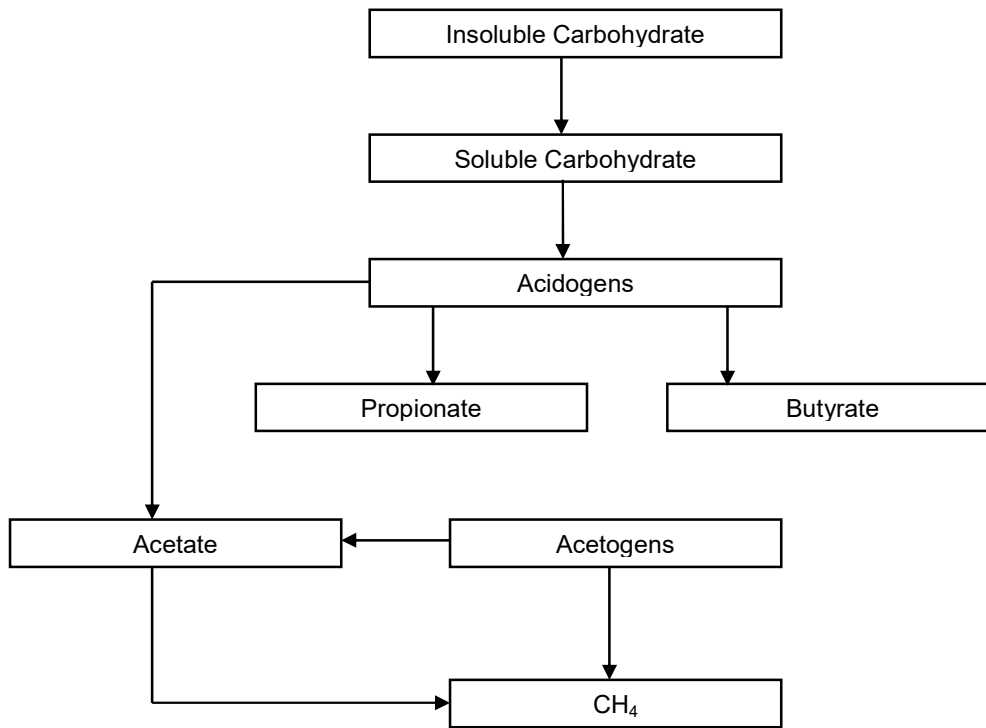 Insoluble Carbohydrate
Soluble Carbohydrate
Acidogens
Propionate
Butyrate
Acetate
Acetogens
CH₄